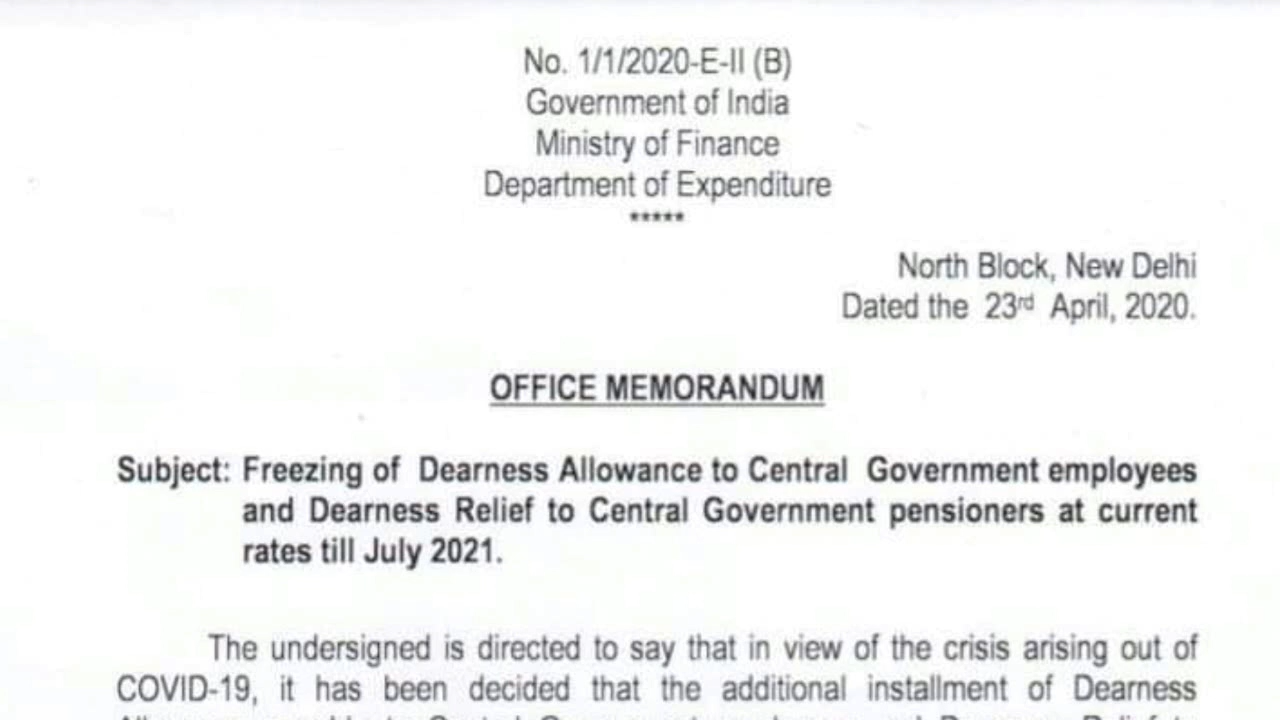 No. 1/1/2020-E-II (B)
Government of India
Ministry of Finance
Department of Expenditure
*****
North Block, New Delhi
Dated the 23rd April, 2020.
OFFICE MEMORANDUM
Subject: Freezing of Dearness Allowance to Central Government employees
and Dearness Relief to Central Government pensioners at current
rates till July 2021.
The undersigned is directed to say that in view of the crisis arising out of
COVID-19, it has been decided that the additional installment of Dearness